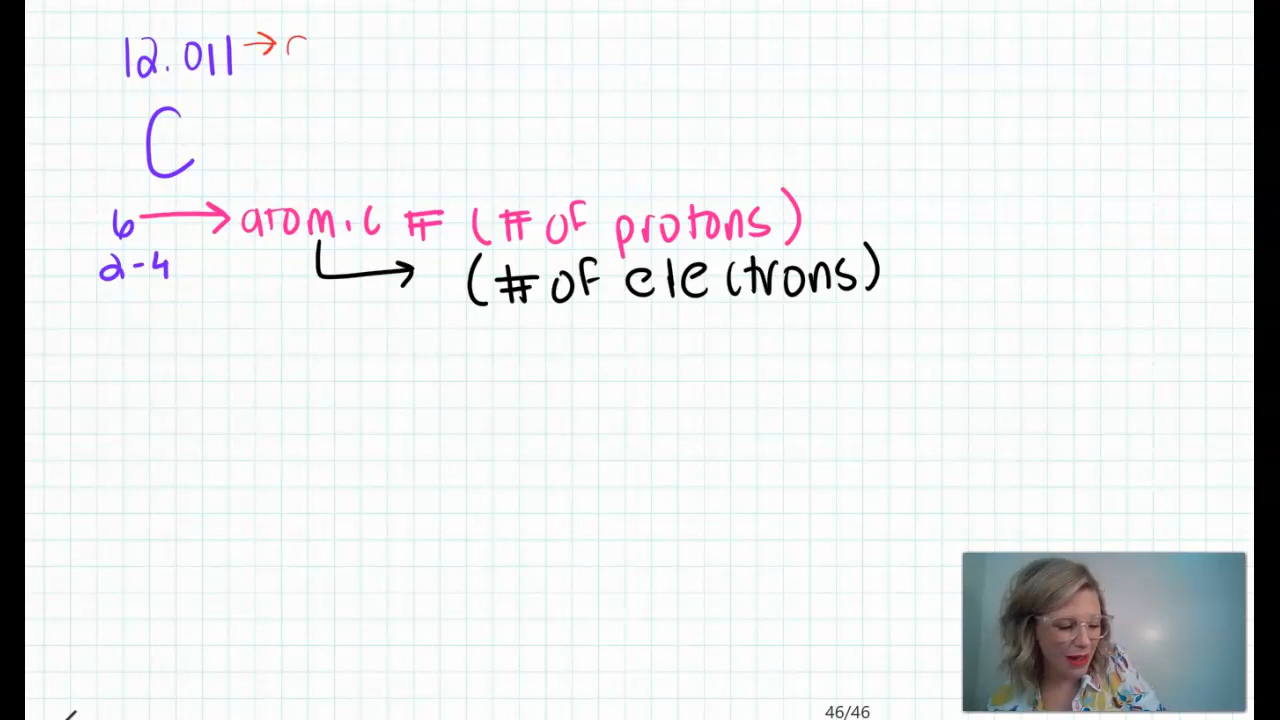 12.011 →
C
6 → atomic # (# of protons)
2-4
(# of electrons)
46/46